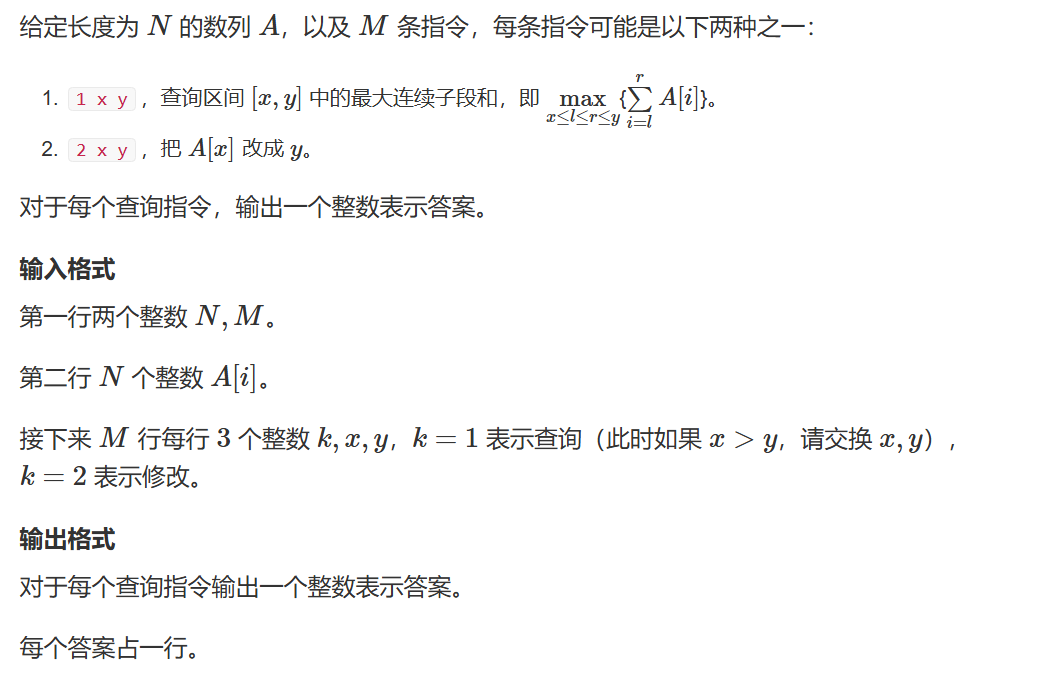 给定长度为 N 的数列 A，以及 M 条指令，每条指令可能是以下两种之一：
1. 1 x y ，查询区间 [x, y] 中的最大连续子段和，即 max_{x≤l≤r≤y} {∑_{i=l}^{r} A[i]}。
2. 2 x y ，把 A[x] 改成 y。
对于每个查询指令，输出一个整数表示答案。
输入格式
第一行两个整数 N, M。
第二行 N 个整数 A[i]。
接下来 M 行每行 3 个整数 k, x, y，k = 1 表示查询（此时如果 x > y，请交换 x, y），
k = 2 表示修改。
输出格式
对于每个查询指令输出一个整数表示答案。
每个答案占一行。